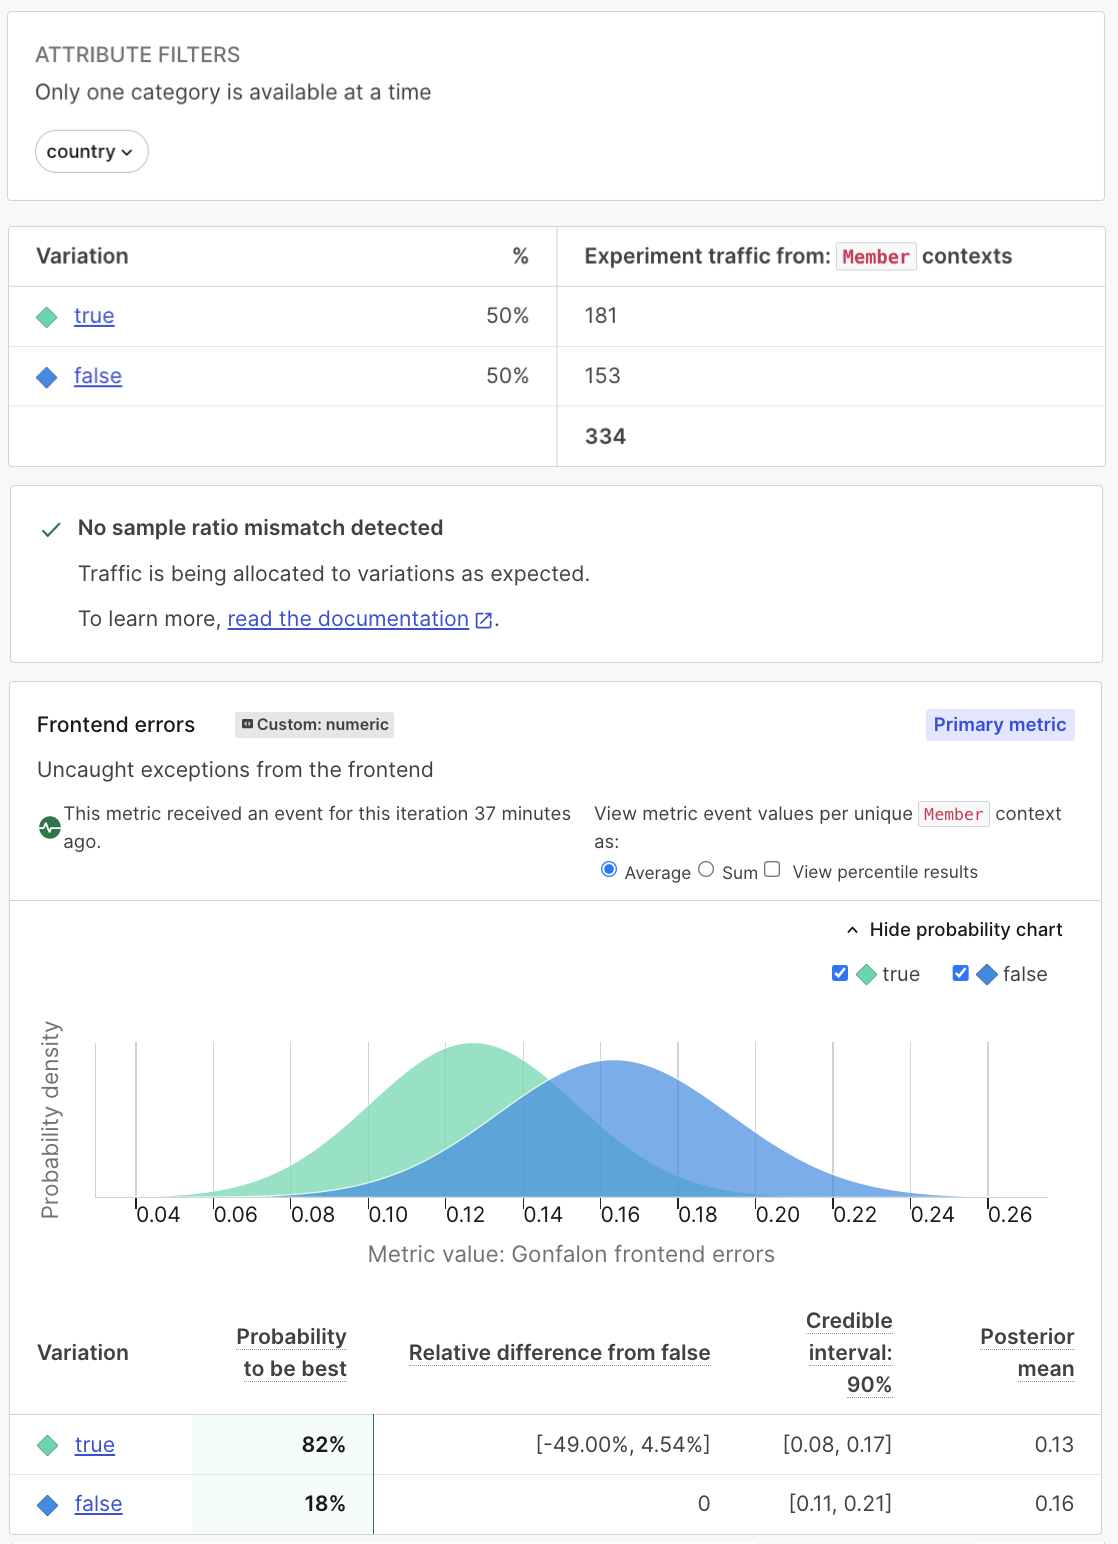 ATTRIBUTE FILTERS
Only one category is available at a time
country
Variation % Experiment traffic from: Member contexts
true 50% 181
false 50% 153
334
No sample ratio mismatch detected
Traffic is being allocated to variations as expected.
To learn more, read the documentation.
Frontend errors Custom: numeric Primary metric
Uncaught exceptions from the frontend
This metric received an event for this iteration 37 minutes
ago.
View metric event values per unique Member context
as:
Average Sum View percentile results
Hide probability chart
true false
Probability density
0.04 0.06 0.08 0.10 0.12 0.14 0.16 0.18 0.20 0.22 0.24 0.26
Metric value: Gonfalon frontend errors
Variation
Probability
to be best
Relative difference from false
Credible
interval:
90%
Posterior
mean
true 82% [-49.00%, 4.54%] [0.08, 0.17] 0.13
false 18% 0 [0.11, 0.21] 0.16